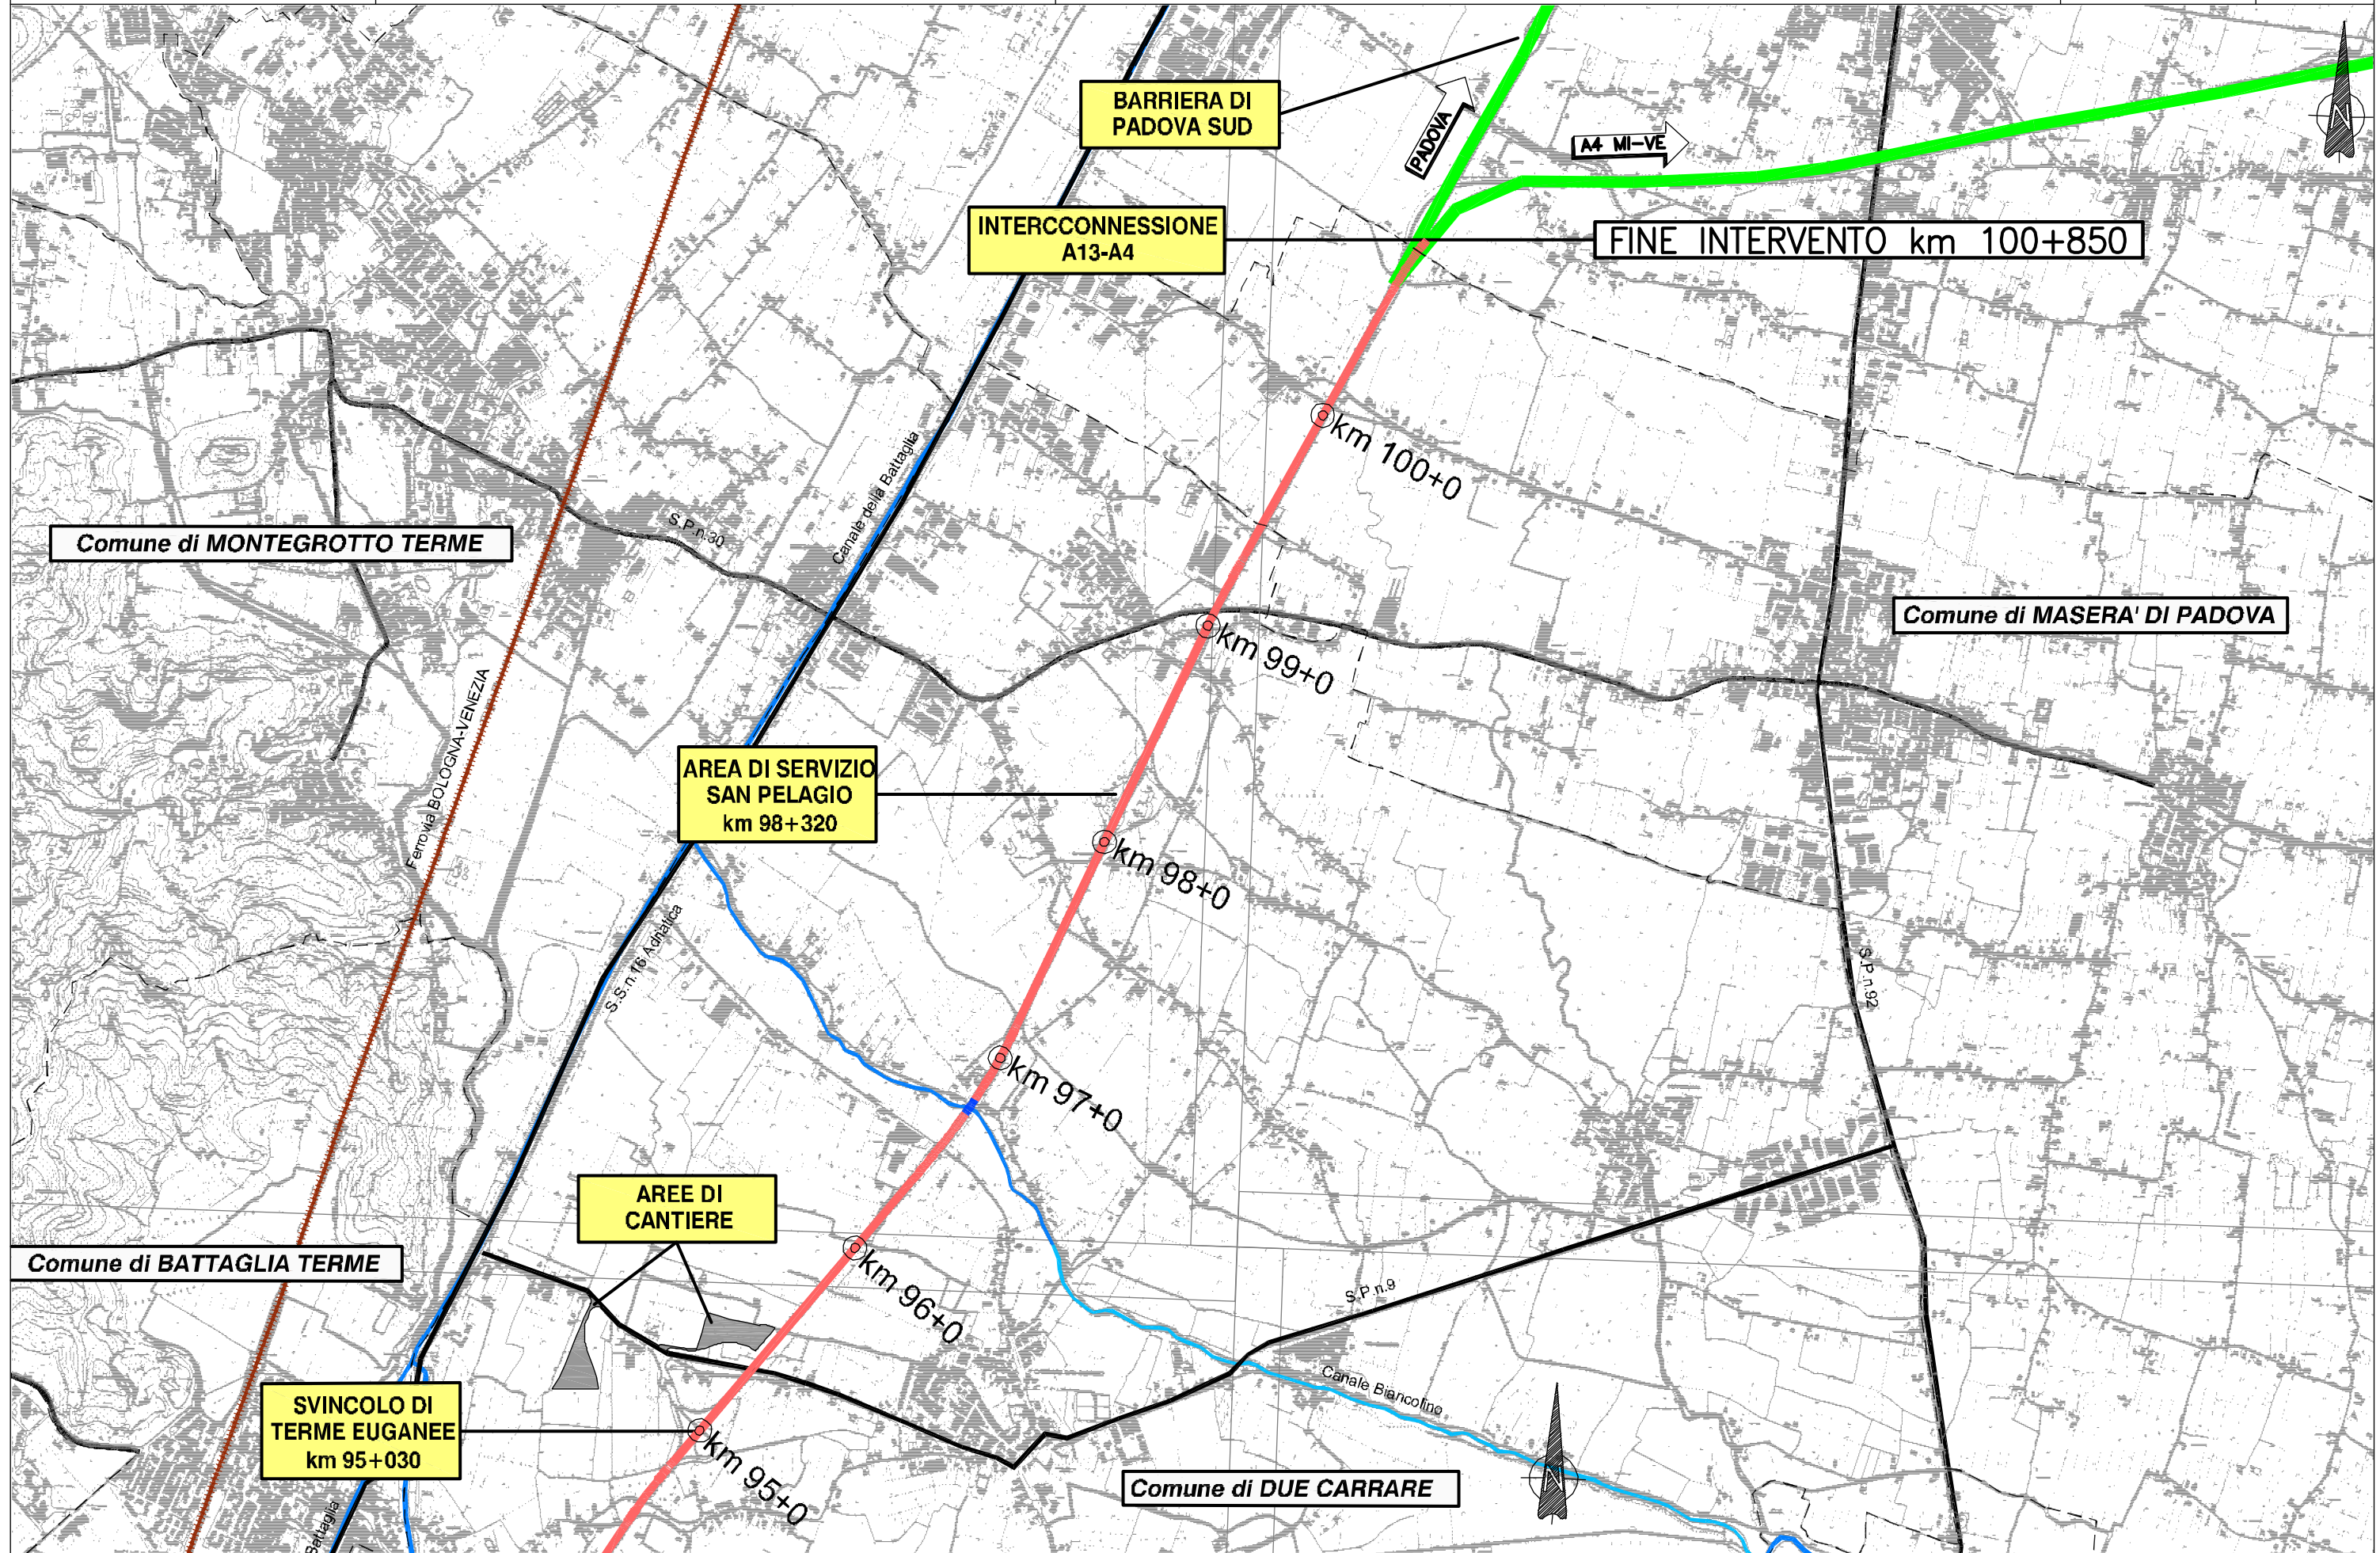 BARRIERA DI
PADOVA SUD
PADOVA
A4 MI-VE
N
INTERCCONNESSIONE
A13-A4
FINE INTERVENTO km 100+850
km 100+0
Canale della Battaglia
S.P.n.30
Comune di MONTEGROTTO TERME
Comune di MASERA' DI PADOVA
km 99+0
Ferrovia BOLOGNA-VENEZIA
AREA DI SERVIZIO
SAN PELAGIO
km 98+320
km 98+0
S.S.n.16 Adriatica
S.P.n.92
km 97+0
AREE DI
CANTIERE
Comune di BATTAGLIA TERME
km 96+0
S.P.n.9
Canale Biancolino
SVINCOLO DI
TERME EUGANEE
km 95+030
km 95+0
Comune di DUE CARRARE
N
Battaglia